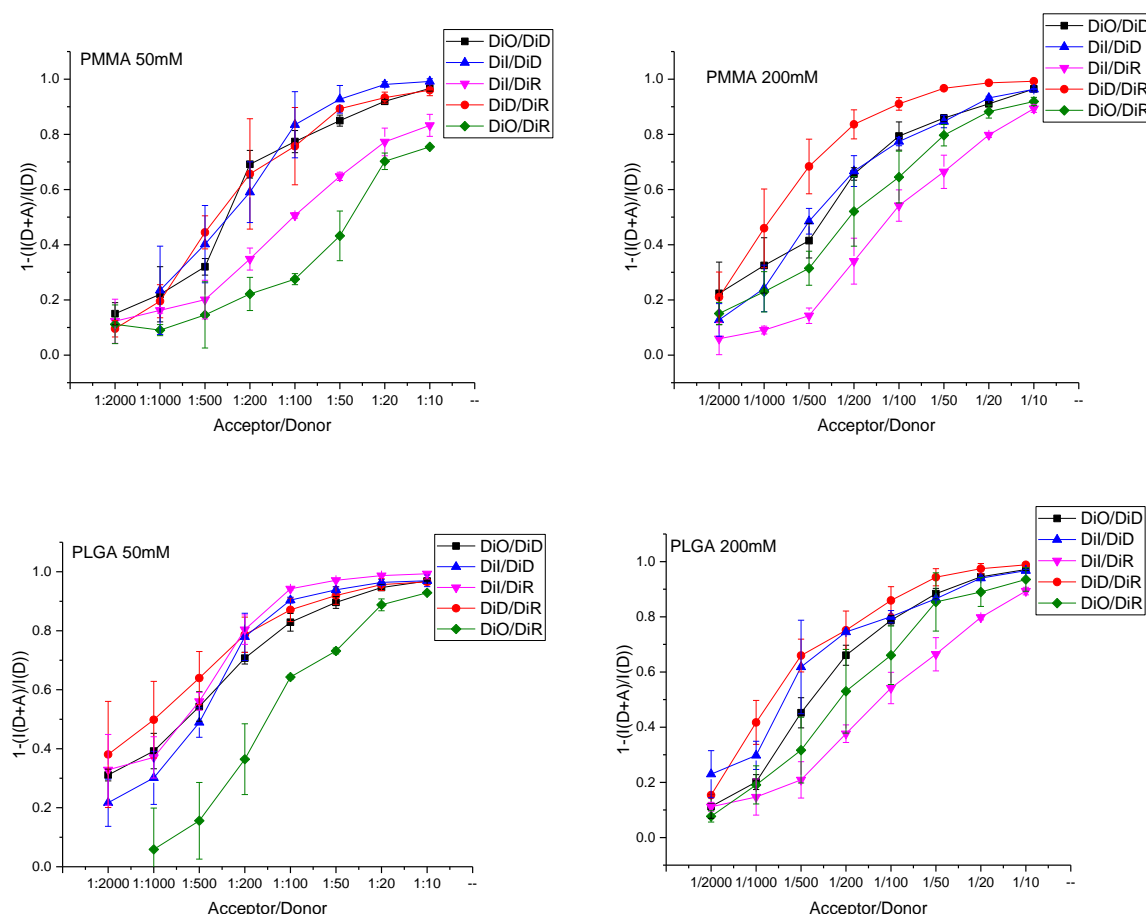 PMMA 50mM
DiO/DiD
DiI/DiD
DiI/DiR
DiD/DiR
DiO/DiR
1-(I(D+A)/I(D))
1.0
0.8
0.6
0.4
0.2
0.0
1:2000 1:1000 1:500 1:200 1:100 1:50 1:20 1:10 --
Acceptor/Donor
PMMA 200mM
DiO/DiD
DiI/DiD
DiI/DiR
DiD/DiR
DiO/DiR
1-(I(D+A)/I(D))
1.0
0.8
0.6
0.4
0.2
0.0
1/2000 1/1000 1/500 1/200 1/100 1/50 1/20 1/10 --
Acceptor/Donor
PLGA 50mM
DiO/DiD
DiI/DiD
DiI/DiR
DiD/DiR
DiO/DiR
1-(I(D+A)/I(D))
1.0
0.8
0.6
0.4
0.2
0.0
1:2000 1:1000 1:500 1:200 1:100 1:50 1:20 1:10 --
Acceptor/Donor
PLGA 200mM
DiO/DiD
DiI/DiD
DiI/DiR
DiD/DiR
DiO/DiR
1-(I(D+A)/I(D))
1.0
0.8
0.6
0.4
0.2
0.0
1/2000 1/1000 1/500 1/200 1/100 1/50 1/20 1/10 --
Acceptor/Donor